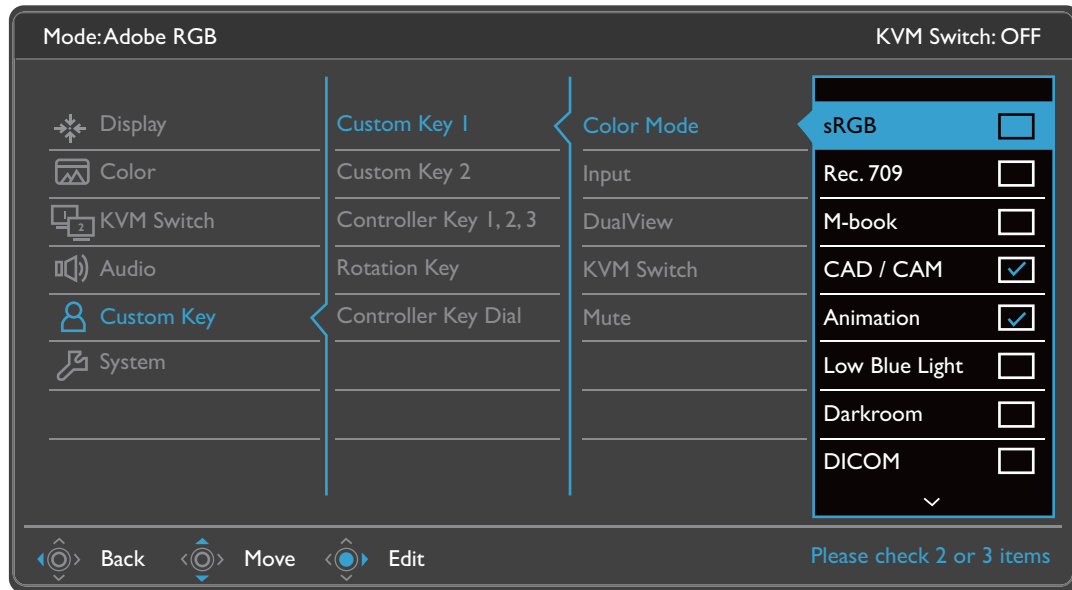 Mode: Adobe RGB
KVM Switch: OFF
Display
Color
1
2
KVM Switch
Audio
Custom Key
System
Custom Key 1
Custom Key 2
Controller Key 1, 2, 3
Rotation Key
Controller Key Dial
Color Mode
Input
DualView
KVM Switch
Mute
sRGB
Rec. 709
M-book
CAD / CAM
Animation
Low Blue Light
Darkroom
DICOM
Back
Move
Edit
Please check 2 or 3 items